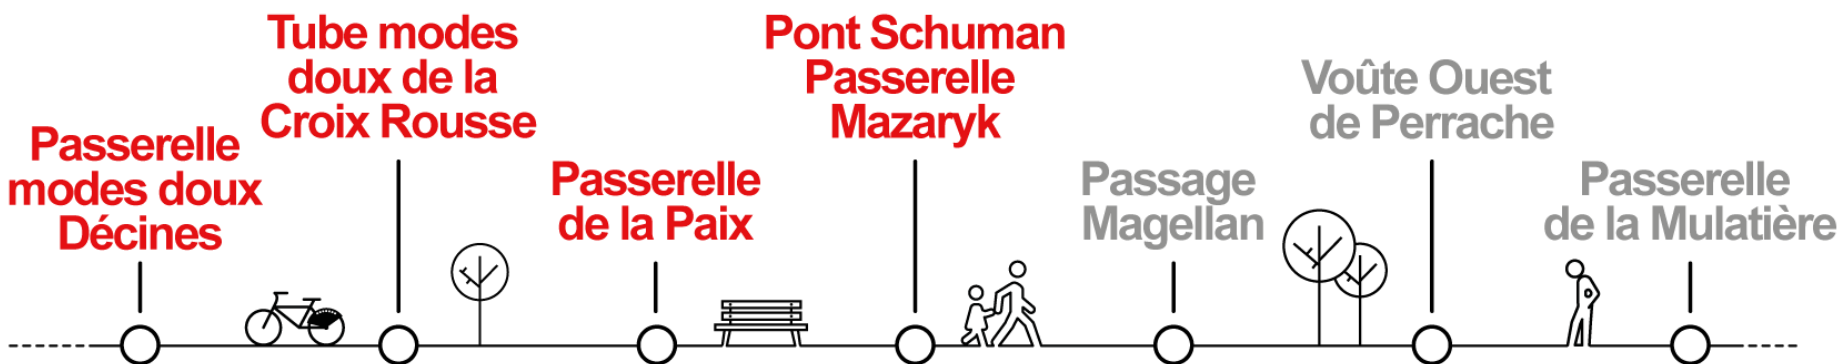 Passerelle
modes doux
Décines
Tube modes
doux de la
Croix Rousse
Passerelle
de la Paix
Pont Schuman
Passerelle
Mazaryk
Passage
Magellan
Voûte Ouest
de Perrache
Passerelle
de la Mulatière